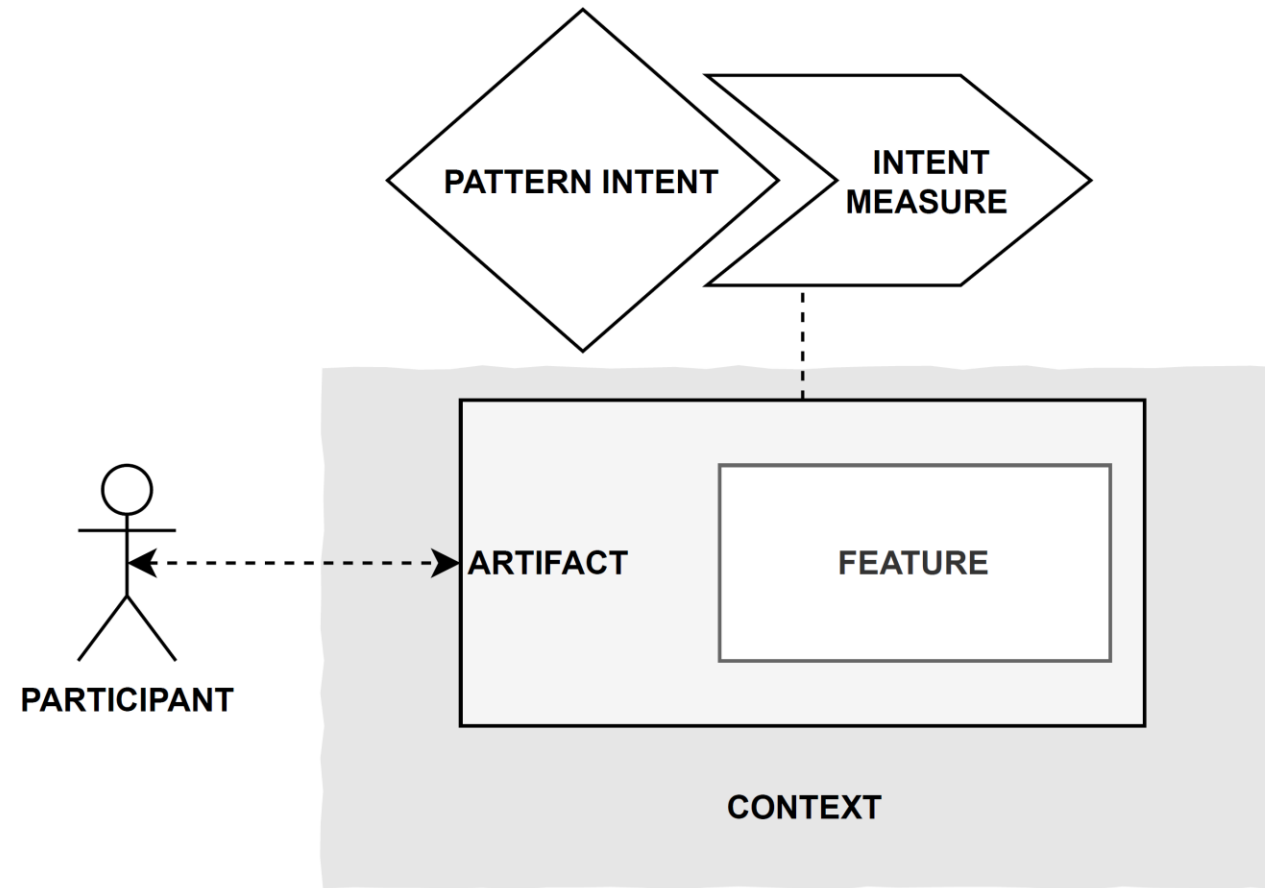 PATTERN INTENT
INTENT
MEASURE
ARTIFACT
FEATURE
PARTICIPANT
CONTEXT